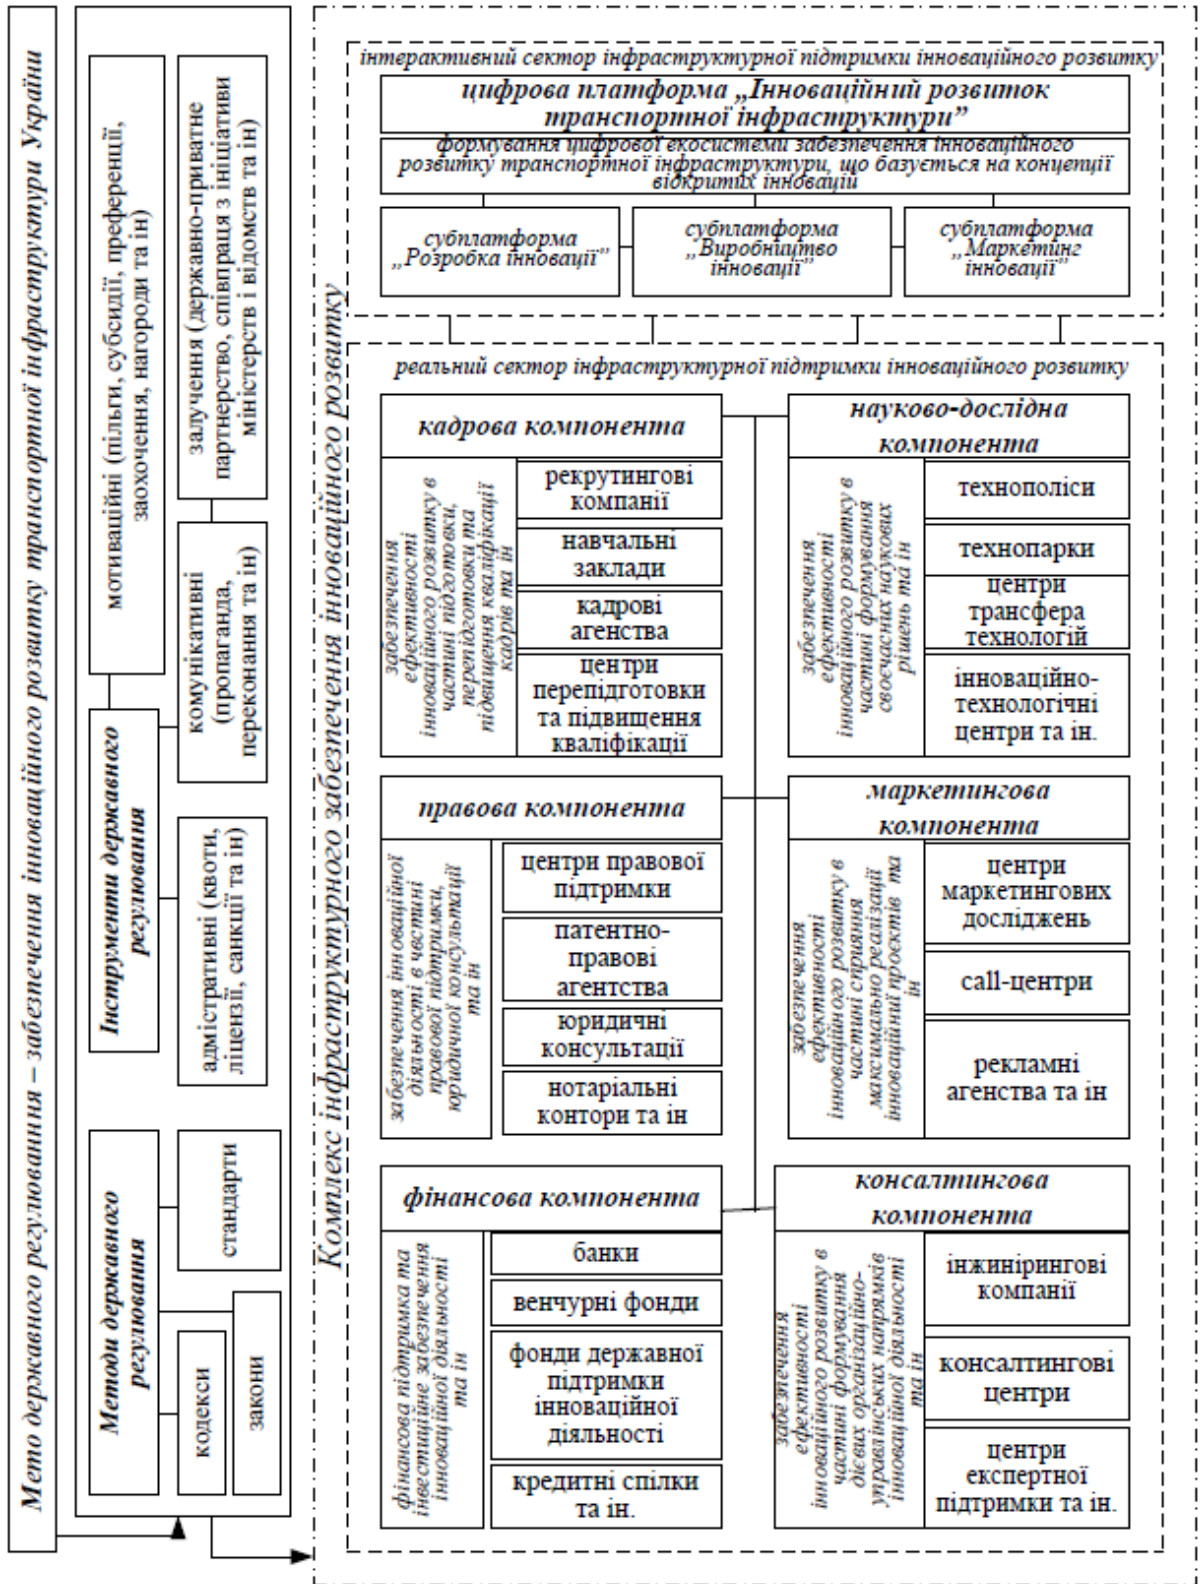 Мето державного регулювання – забезпечення інноваційного розвитку транспортної інфраструктури України
Методи державного
регулювання
кодекси
закони
стандарти
Інструменти державного
регулювання
адмістративні (квоти,
ліцензії, санкції та ін)
комунікативні
(пропаганда,
переконання та ін)
мотиваційні (пільги, субсидії, преференції,
заохочення, нагороди та ін)
залучення (державно-приватне
партнерство, співпраця з ініціативи
міністерств і відомств та ін)
Комплекс інфраструктурного забезпечення інноваційного розвитку
інтерактивний сектор інфраструктурної підтримки інноваційного розвитку
цифрова платформа „Інноваційний розвиток
транспортної інфраструктури”
формування цифрової екосистеми забезпечення інноваційного
розвитку транспортної інфраструктури, що базується на концепції
відкритих інновацій
субплатформа
„Розробка інновації”
субплатформа
„Виробництво
інновації”
субплатформа
„Маркетинг
інновації”
реальний сектор інфраструктурної підтримки інноваційного розвитку
кадрова компонента
забезпечення
ефективності
інноваційного розвитку в
частині підготовки,
перепідготовки та
підвищення кваліфікації
кадрів та ін
рекрутингові
компанії
навчальні
заклади
кадрові
агенства
центри
перепідготовки
та підвищення
кваліфікації
науково-дослідна
компонента
забезпечення
ефективності
інноваційного розвитку в
частині формування
своєчасних наукових
рішень та ін
технополіси
технопарки
центри
трансфера
технологій
інноваційно-
технологічні
центри та ін.
правова компонента
забезпечення інноваційної
діяльності в частині
правової підтримки,
юридичної консультації
та ін
центри правової
підтримки
патентно-
правові
агентства
юридичні
консультації
нотаріальні
контори та ін
маркетингова
компонента
забезпечення
ефективності
інноваційного розвитку в
частині сприяння
максимально реалізації
інноваційний проєктів та
ін
центри
маркетингових
досліджень
call-центри
рекламні
агенства та ін
фінансова компонента
фінансова підтримка та
інвестиційне забезпечення
інноваційної діяльності
та ін
банки
венчурні фонди
фонди державної
підтримки
інноваційної
діяльності
кредитні спілки
та ін.
консалтингова
компонента
забезпечення
ефективності
інноваційного розвитку в
частині формування
дієвих організаційно-
управлінських напрямків
інноваційної діяльності
та ін
інжинірингові
компанії
консалтингові
центри
центри
експертної
підтримки та ін.